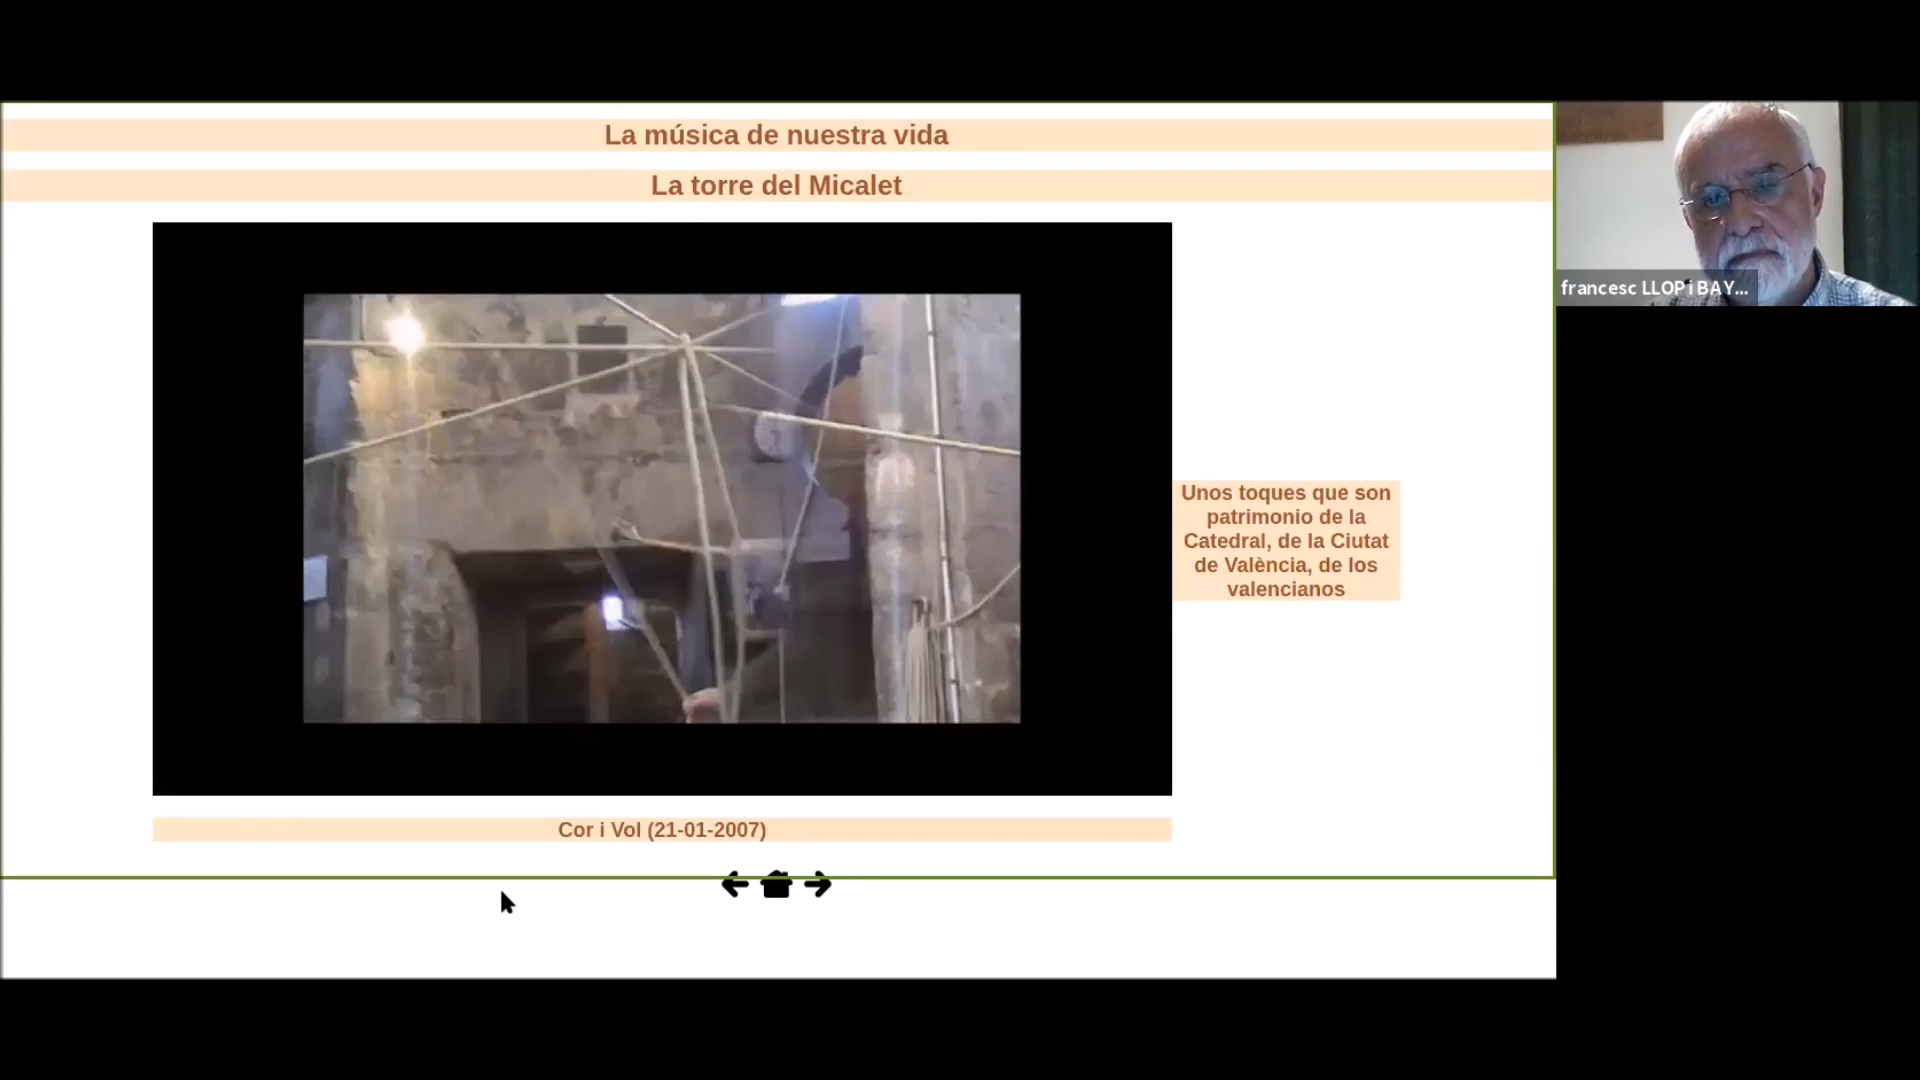 La música de nuestra vida
La torre del Micalet
Unos toques que son
patrimonio de la
Catedral, de la Ciutat
de València, de los
valencianos
Cor i Vol (21-01-2007)
francesc LLOP i BAY...